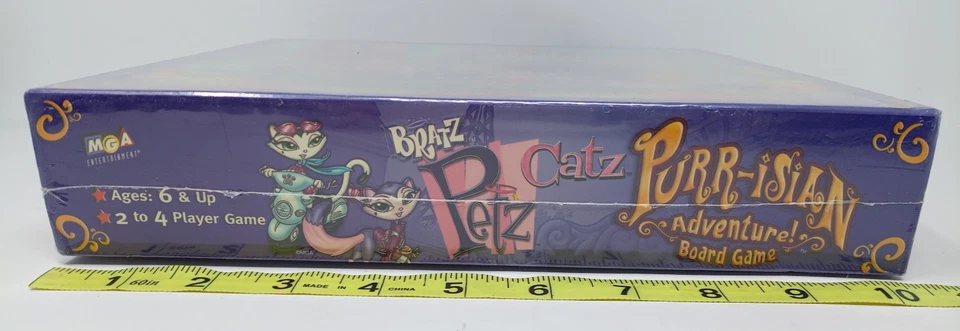 MGA
ENTERTAINMENT
Ages: 6 & Up
2 to 4 Player Game
BRATZ
Petz
Catz
PURR-ISIAN
Adventure!
Board Game
1 60in 2 3 MADE IN 4 CHINA 5 6 7 8 9 10